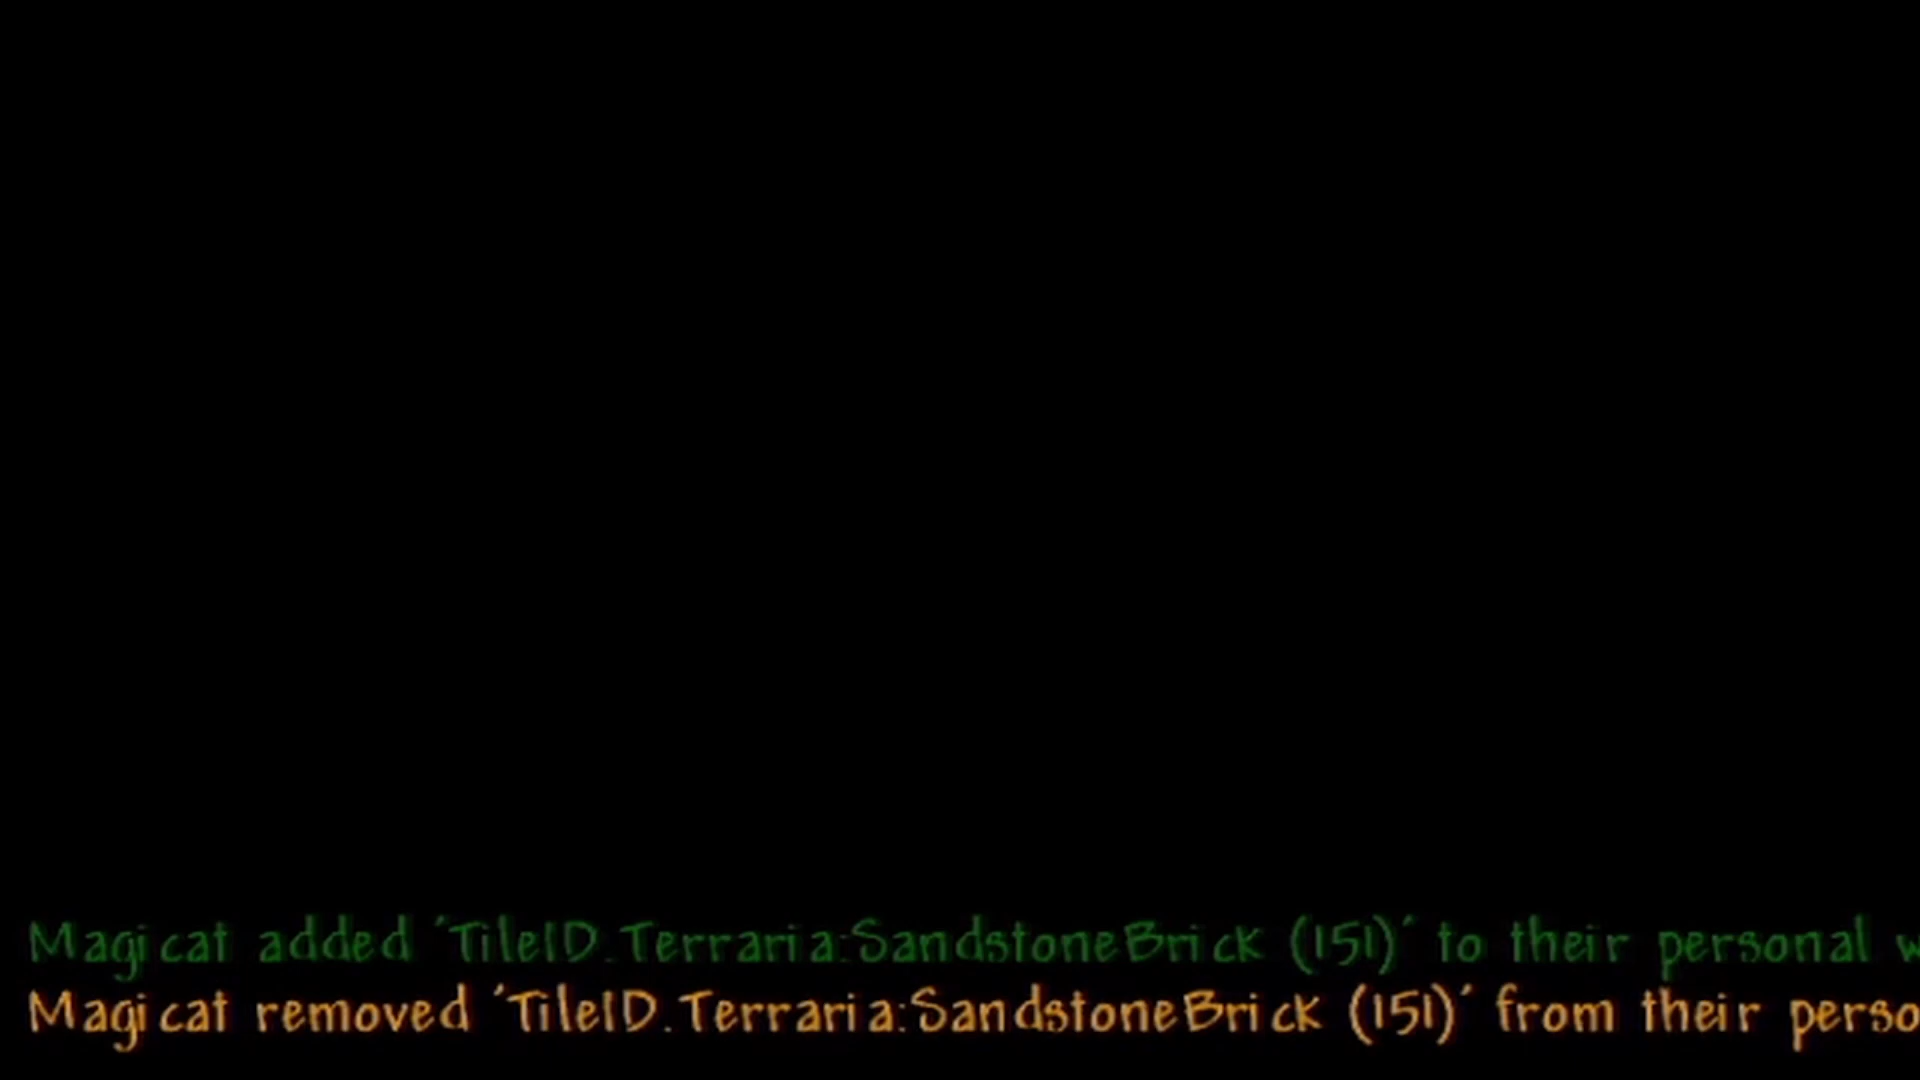 Magicat added 'TileID.Terraria:SandstoneBrick (151)' to their personal
Magicat removed 'TileID.Terraria:SandstoneBrick (151)' from their